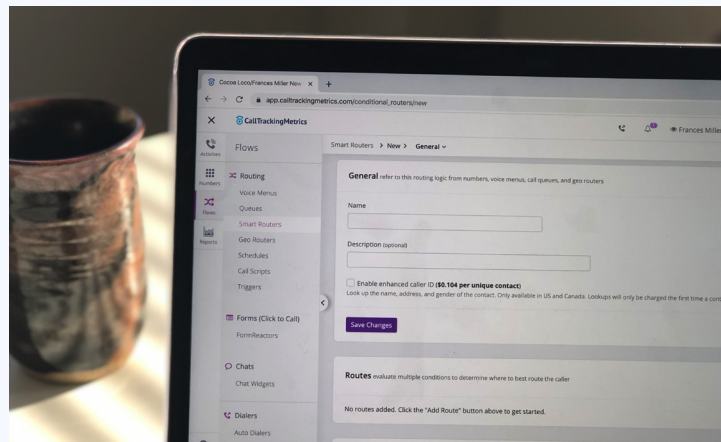 Cocoa Loco/Frances Miller New
app.calltrackingmetrics.com/conditional_routers/new
CallTrackingMetrics
Frances Miller
Activities
Numbers
Flows
Reports
Flows
Routing
Voice Menus
Queues
Smart Routers
Geo Routers
Schedules
Call Scripts
Triggers
Forms (Click to Call)
FormReactors
Chats
Chat Widgets
Dialers
Auto Dialers
Smart Routers > New > General
General refer to this routing logic from numbers, voice menus, call queues, and geo routers
Name
Description (optional)
Enable enhanced caller ID ($0.104 per unique contact)
Look up the name, address, and gender of the contact. Only available in US and Canada. Lookups will only be charged the first time a
Save Changes
Routes evaluate multiple conditions to determine where to best route the caller
No routes added. Click the "Add Route" button above to get started.